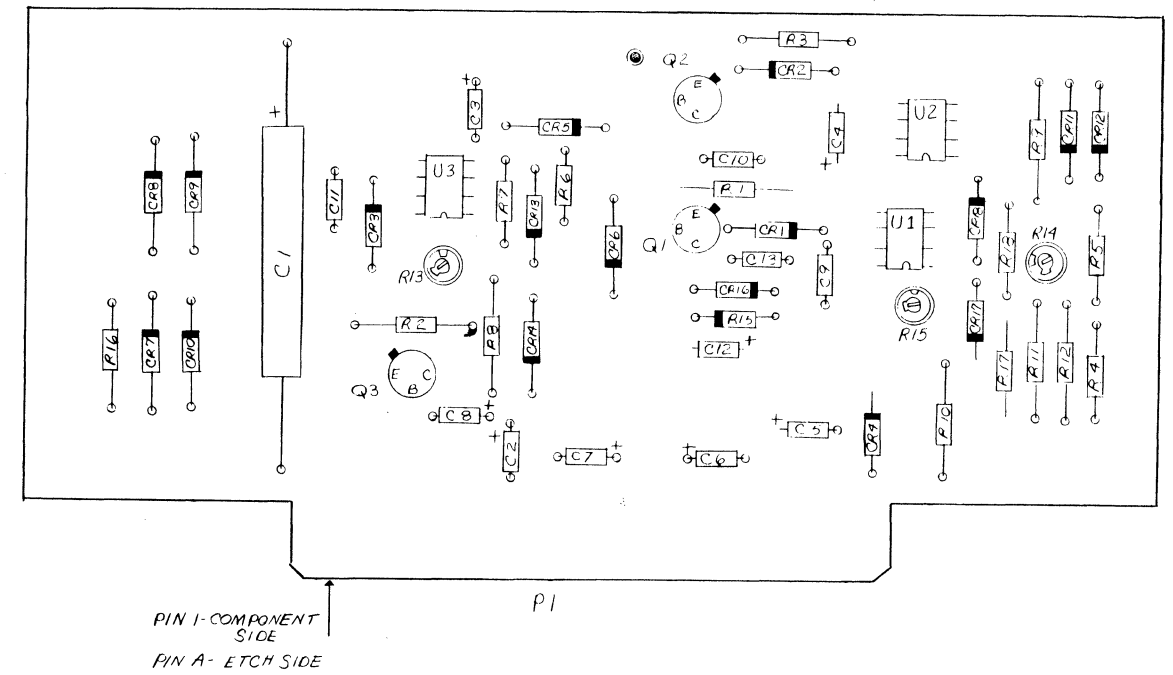 R3
Q2
CR2
E
B
C
+
C3
CR5
C4
+
U2
R9
CR11
CR12
+
CR8
CR9
C11
CR3
U3
R7
CR13
R6
C10
R1
CR6
Q1
E
B
C
CR1
C13
C9
U1
CR18
R13
R14
R5
C1
R13
R2
R8
CR14
CR16
R15
C12
+
R15
CR17
R16
CR7
CR10
Q3
E
C
B
R17
R11
R12
R4
C8
+
+
C2
C7
+
+
C6
+
C5
CR4
R10
P1
PIN 1-COMPONENT
SIDE
PIN A- ETCH SIDE